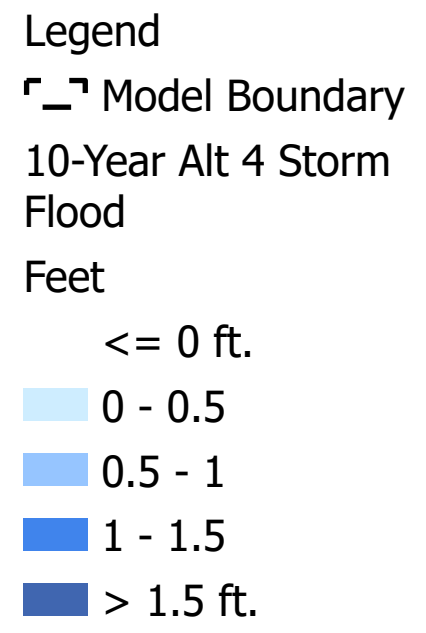 Legend
Model Boundary
10-Year Alt 4 Storm
Flood
Feet
<= 0 ft.
0 - 0.5
0.5 - 1
1 - 1.5
> 1.5 ft.